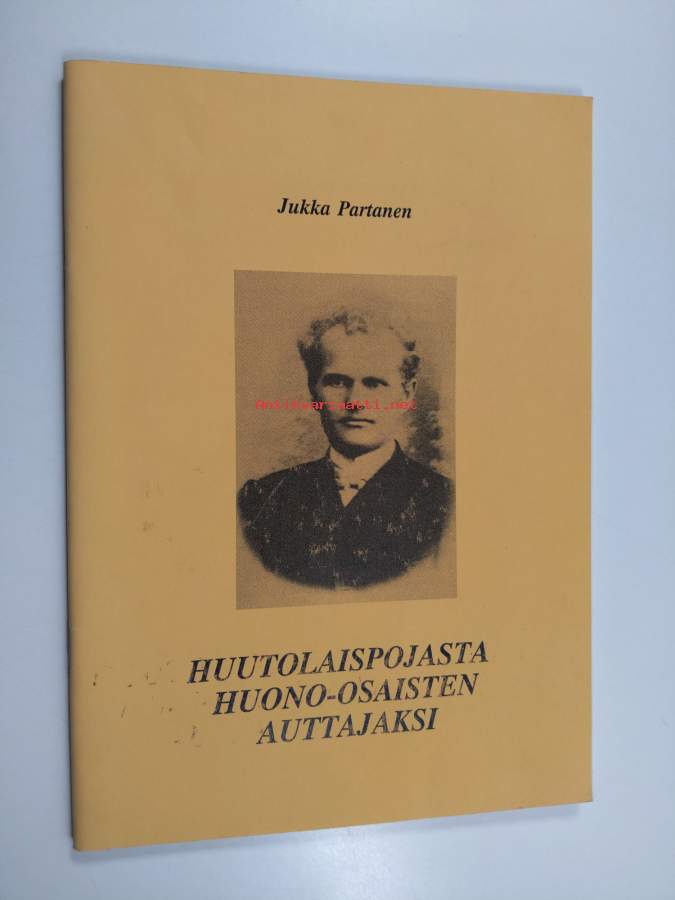 Jukka Partanen
Antikvariaatti.net
HUUTOLAISPOJASTA
HUONO-OSAISTEN
AUTTAJAKSI